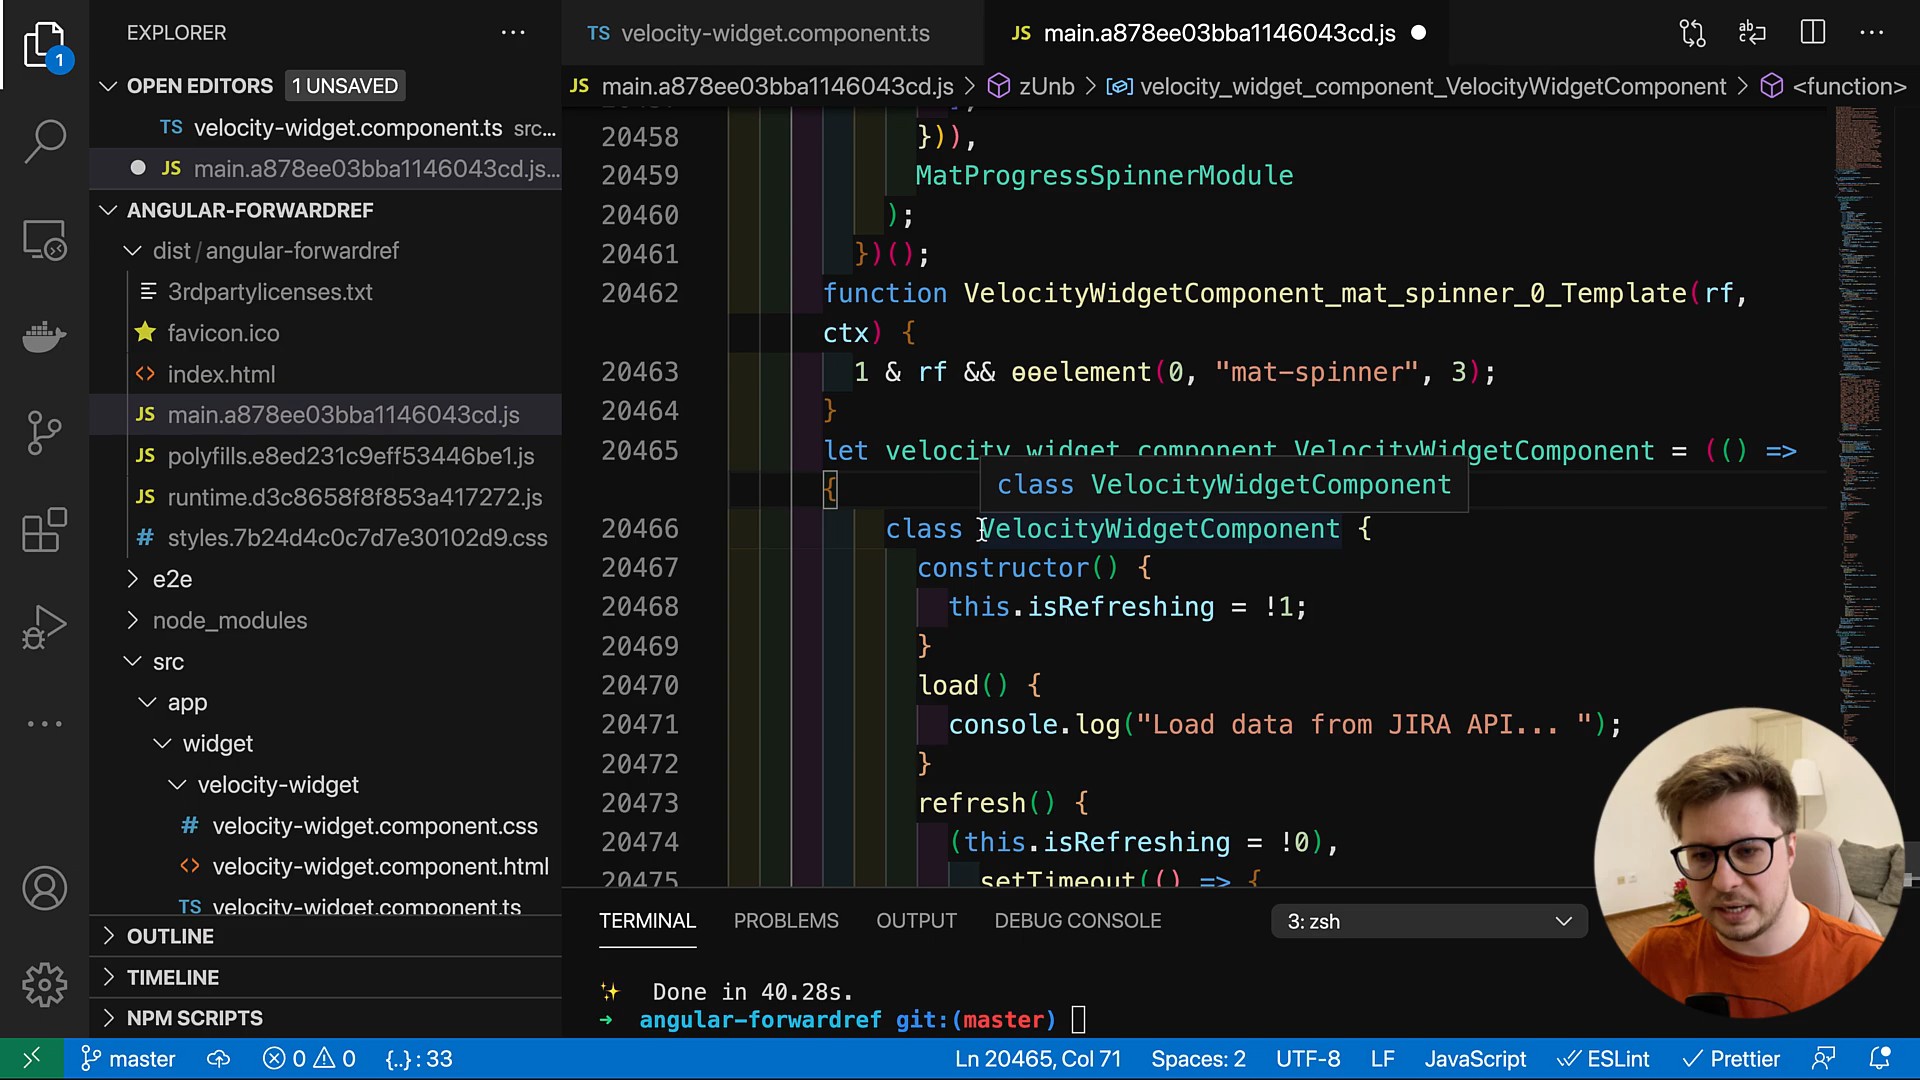 EXPLORER
1
OPEN EDITORS 1 UNSAVED
TS velocity-widget.component.ts src...
JS main.a878ee03bba1146043cd.js...
ANGULAR-FORWARDREF
dist / angular-forwardref
3rdpartylicenses.txt
favicon.ico
index.html
JS main.a878ee03bba1146043cd.js
JS polyfills.e8ed231c9eff53446be1.js
JS runtime.d3c8658f8f853a417272.js
# styles.7b24d4c0c7d7e30102d9.css
e2e
node_modules
src
app
widget
velocity-widget
# velocity-widget.component.css
velocity-widget.component.html
TS velocity-widget.component.ts
OUTLINE
TIMELINE
NPM SCRIPTS
TS velocity-widget.component.ts
JS main.a878ee03bba1146043cd.js
JS main.a878ee03bba1146043cd.js > zUnb > velocity_widget_component_VelocityWidgetComponent > <function>
20458 })),
20459 MatProgressSpinnerModule
20460 );
20461 })();
20462 function VelocityWidgetComponent_mat_spinner_0_Template(rf,
ctx) {
20463 1 & rf && ɵɵelement(0, "mat-spinner", 3);
20464 }
20465 let velocity_widget_component_VelocityWidgetComponent = (() =>
{
class VelocityWidgetComponent
20466 class VelocityWidgetComponent {
20467 constructor() {
20468 this.isRefreshing = !1;
20469 }
20470 load() {
20471 console.log("Load data from JIRA API... ");
20472 }
20473 refresh() {
20474 (this.isRefreshing = !0),
20475 setTimeout(() => {
TERMINAL PROBLEMS OUTPUT DEBUG CONSOLE 3: zsh
✨ Done in 40.28s.
➜ angular-forwardref git:(master)
master 0 0 {..} : 33 Ln 20465, Col 71 Spaces: 2 UTF-8 LF JavaScript ESLint Prettier